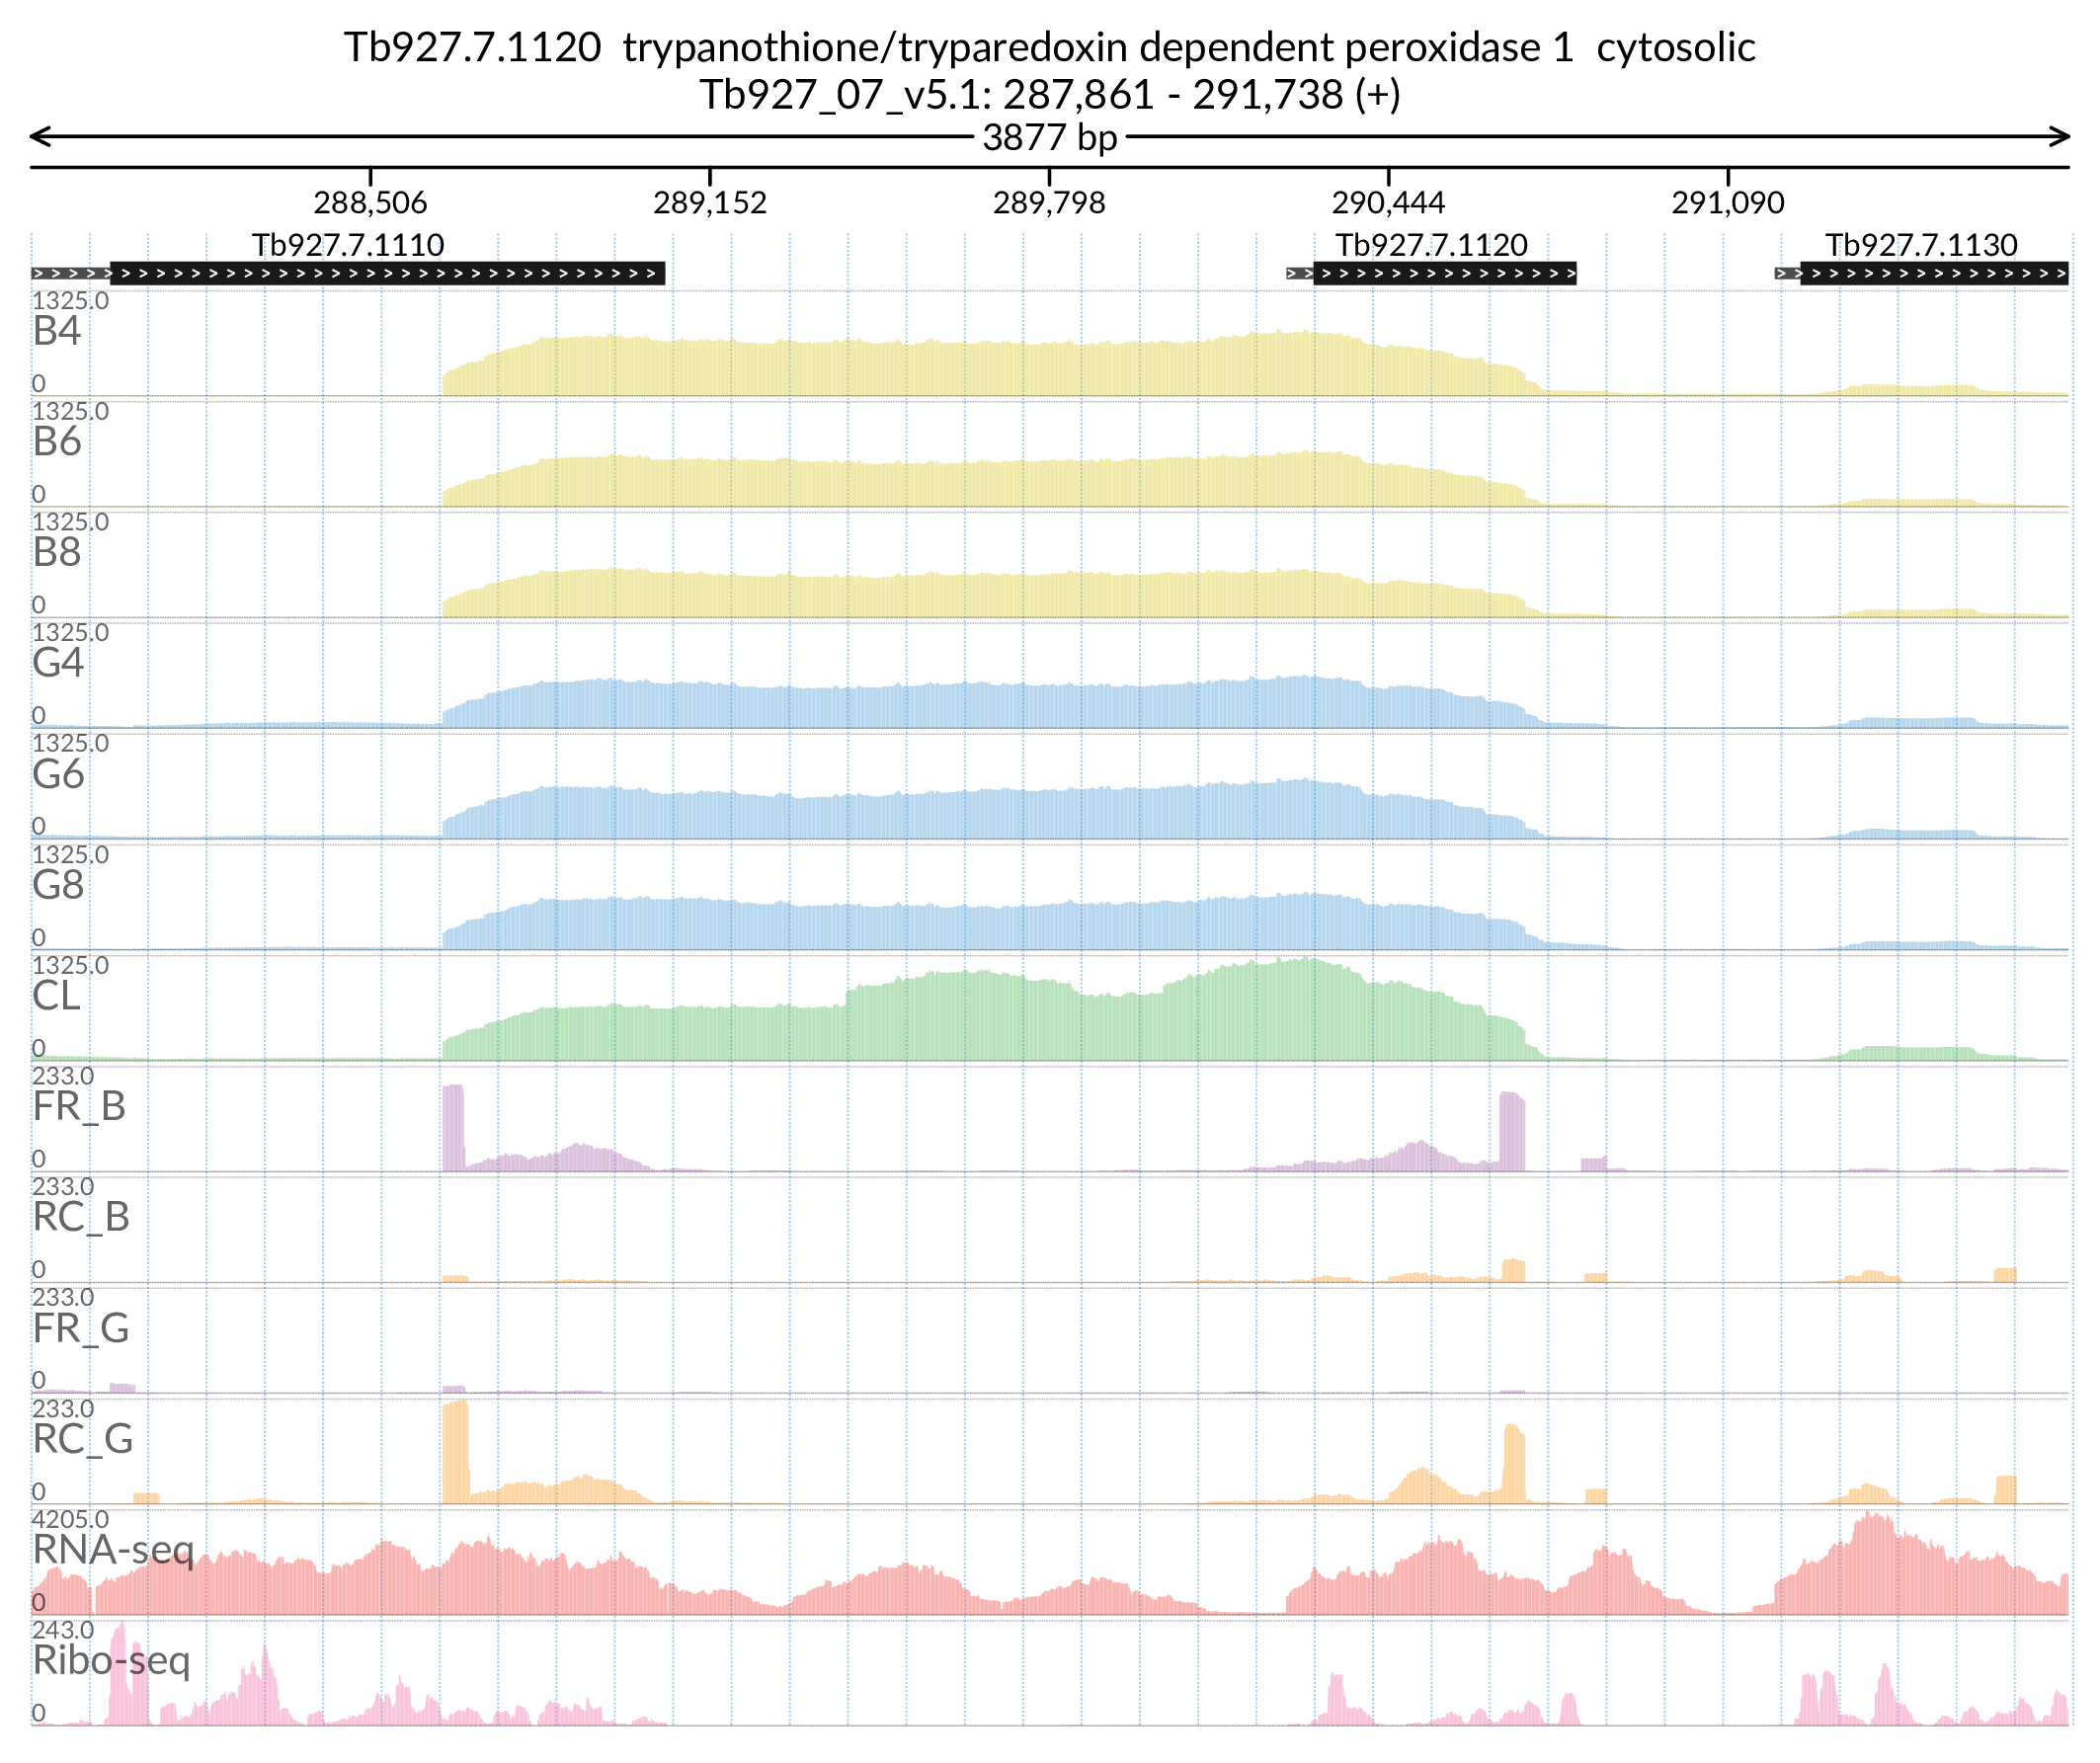 Tb927.7.1120 trypanothione/tryparedoxin dependent peroxidase 1 cytosolic
Tb927_07_v5.1: 287,861 - 291,738 (+)
3877 bp
288,506 289,152 289,798 290,444 291,090
Tb927.7.1110 Tb927.7.1120 Tb927.7.1130
1325.0
B4
0
1325.0
B6
0
1325.0
B8
0
1325.0
G4
0
1325.0
G6
0
1325.0
G8
0
1325.0
CL
0
233.0
FR_B
0
233.0
RC_B
0
233.0
FR_G
0
233.0
RC_G
0
4205.0
RNA-seq
0
243.0
Ribo-seq
0